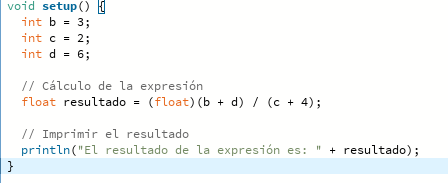 void setup() {
  int b = 3;
  int c = 2;
  int d = 6;

  // Cálculo de la expresión
  float resultado = (float)(b + d) / (c + 4);

  // Imprimir el resultado
  println("El resultado de la expresión es: " + resultado);
}